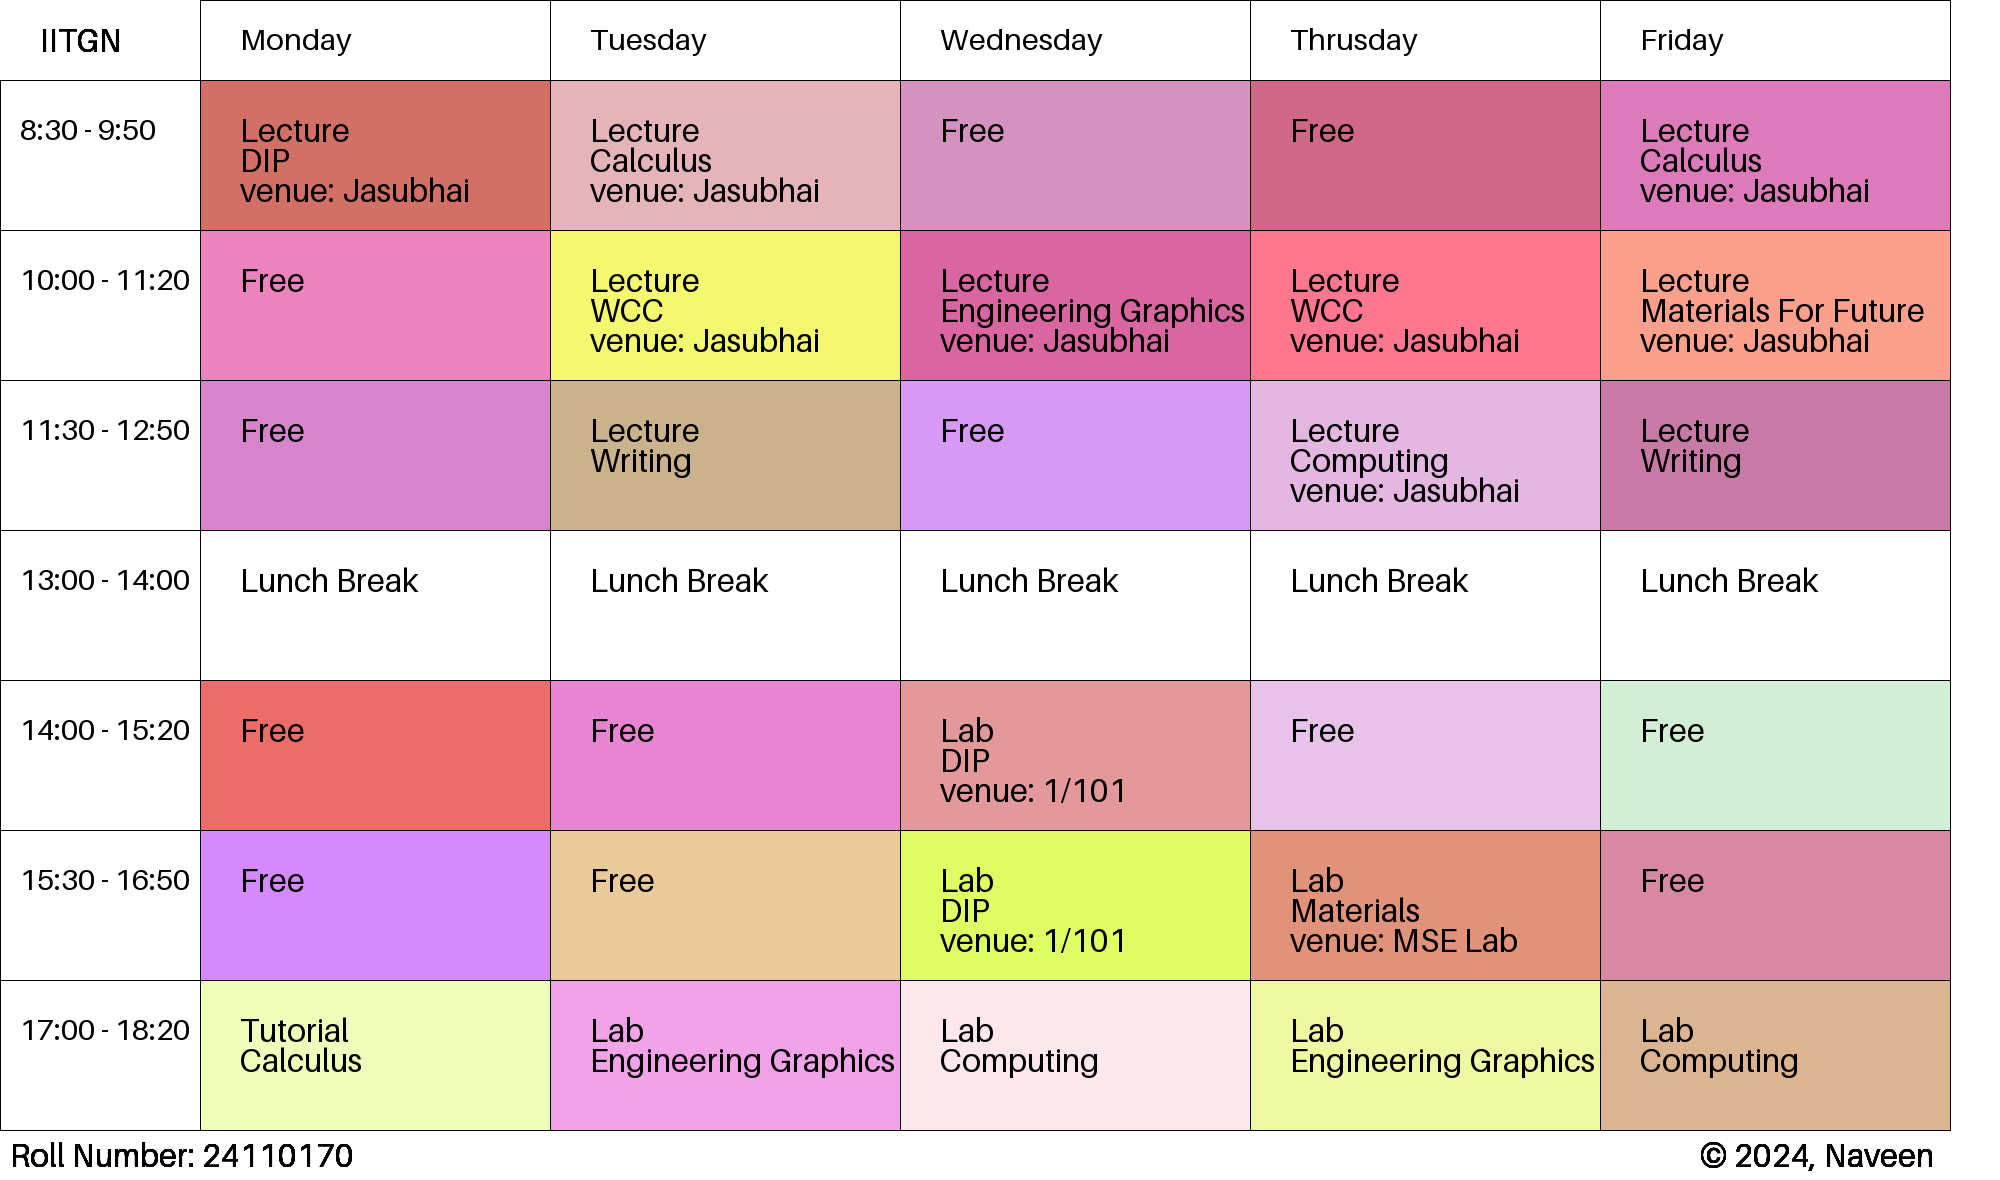 IITGN Monday Tuesday Wednesday Thrusday Friday
8:30 - 9:50
Lecture
DIP
venue: Jasubhai
Lecture
Calculus
venue: Jasubhai
Free
Free
Lecture
Calculus
venue: Jasubhai
10:00 - 11:20
Free
Lecture
WCC
venue: Jasubhai
Lecture
Engineering Graphics
venue: Jasubhai
Lecture
WCC
venue: Jasubhai
Lecture
Materials For Future
venue: Jasubhai
11:30 - 12:50
Free
Lecture
Writing
Free
Lecture
Computing
venue: Jasubhai
Lecture
Writing
13:00 - 14:00
Lunch Break
Lunch Break
Lunch Break
Lunch Break
Lunch Break
14:00 - 15:20
Free
Free
Lab
DIP
venue: 1/101
Free
Free
15:30 - 16:50
Free
Free
Lab
DIP
venue: 1/101
Lab
Materials
venue: MSE Lab
Free
17:00 - 18:20
Tutorial
Calculus
Lab
Engineering Graphics
Lab
Computing
Lab
Engineering Graphics
Lab
Computing
Roll Number: 24110170
© 2024, Naveen